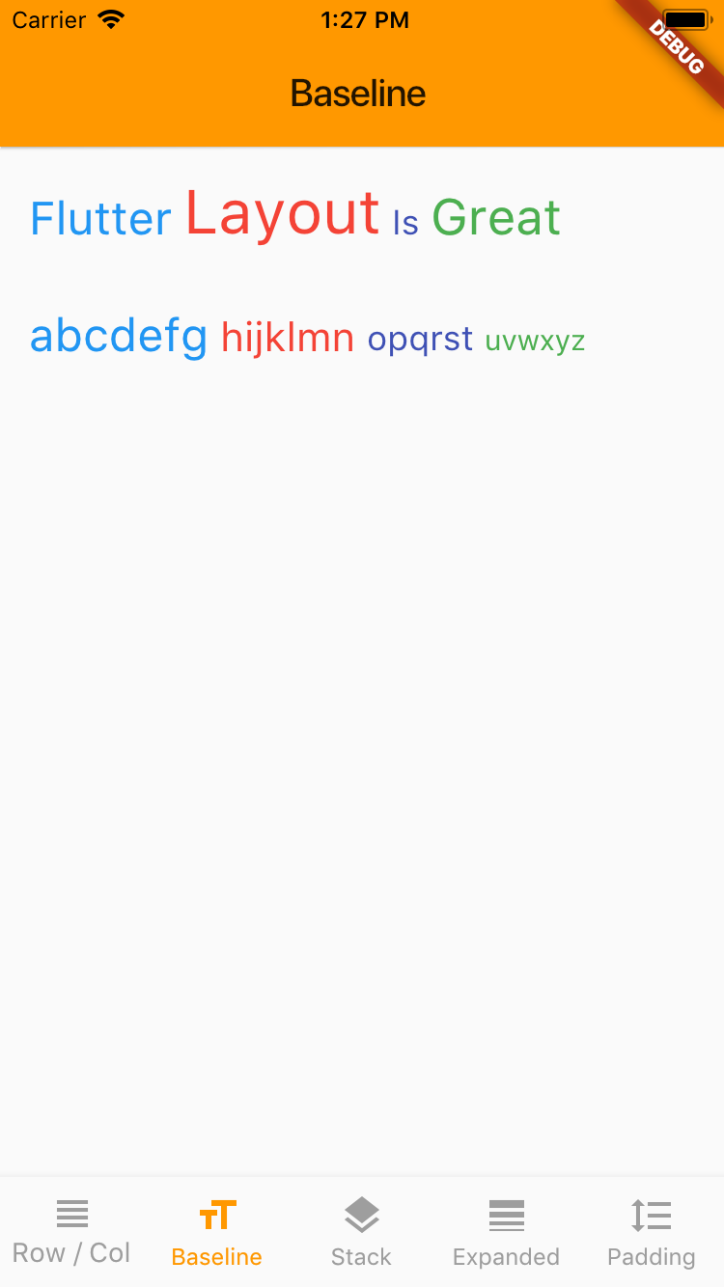 Carrier 1:27 PM
DEBUG
Baseline
Flutter Layout Is Great
abcdefg hijklmn opqrst uvwxyz
Row / Col Baseline Stack Expanded Padding